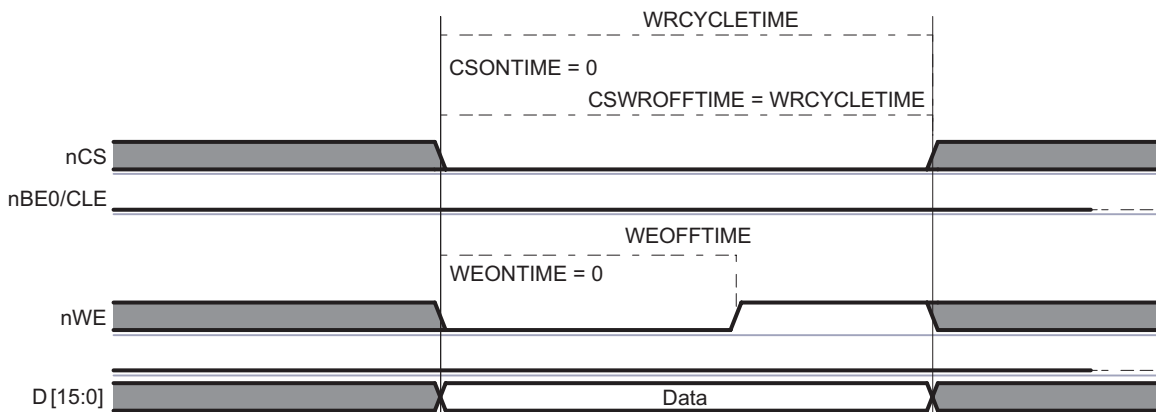 WRCYCLETIME
CSONTIME = 0
CSWROFFTIME = WRCYCLETIME
nCS
nBE0/CLE
WEOFFTIME
WEONTIME = 0
nWE
D[15:0]
Data